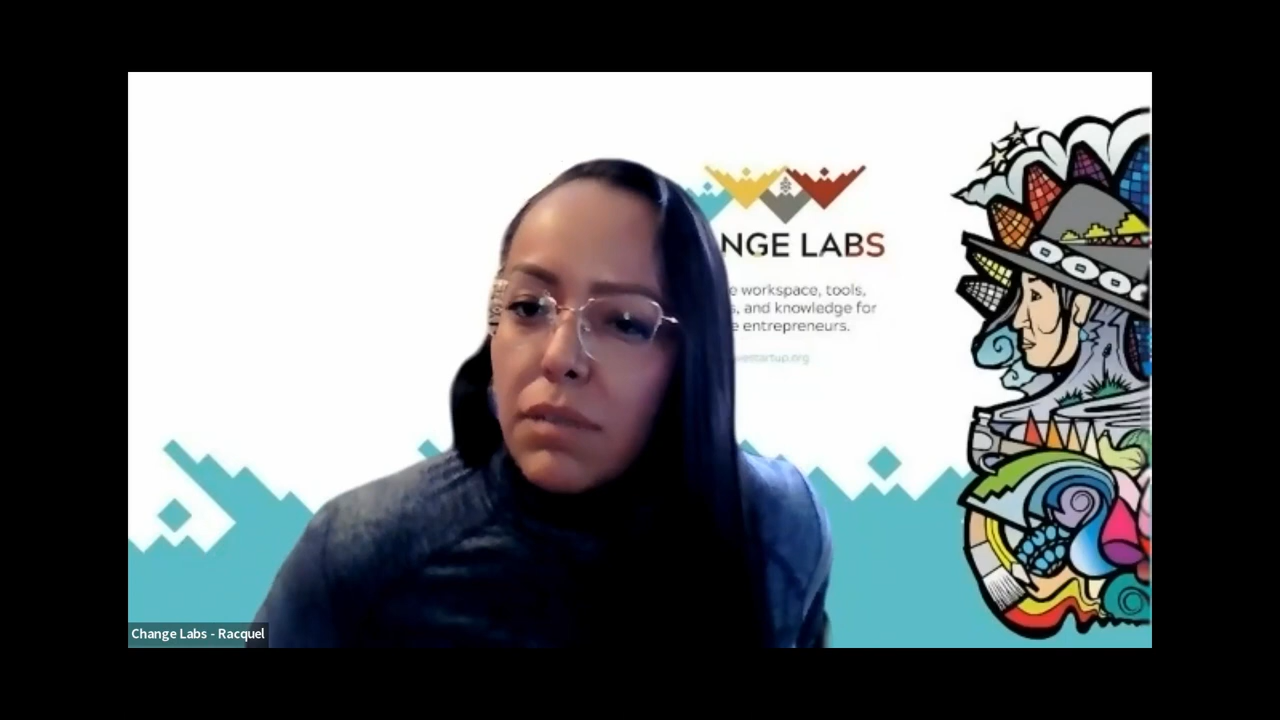 NGE LABS
workspace, tools,
and knowledge for
entrepreneurs.
Change Labs - Racquel